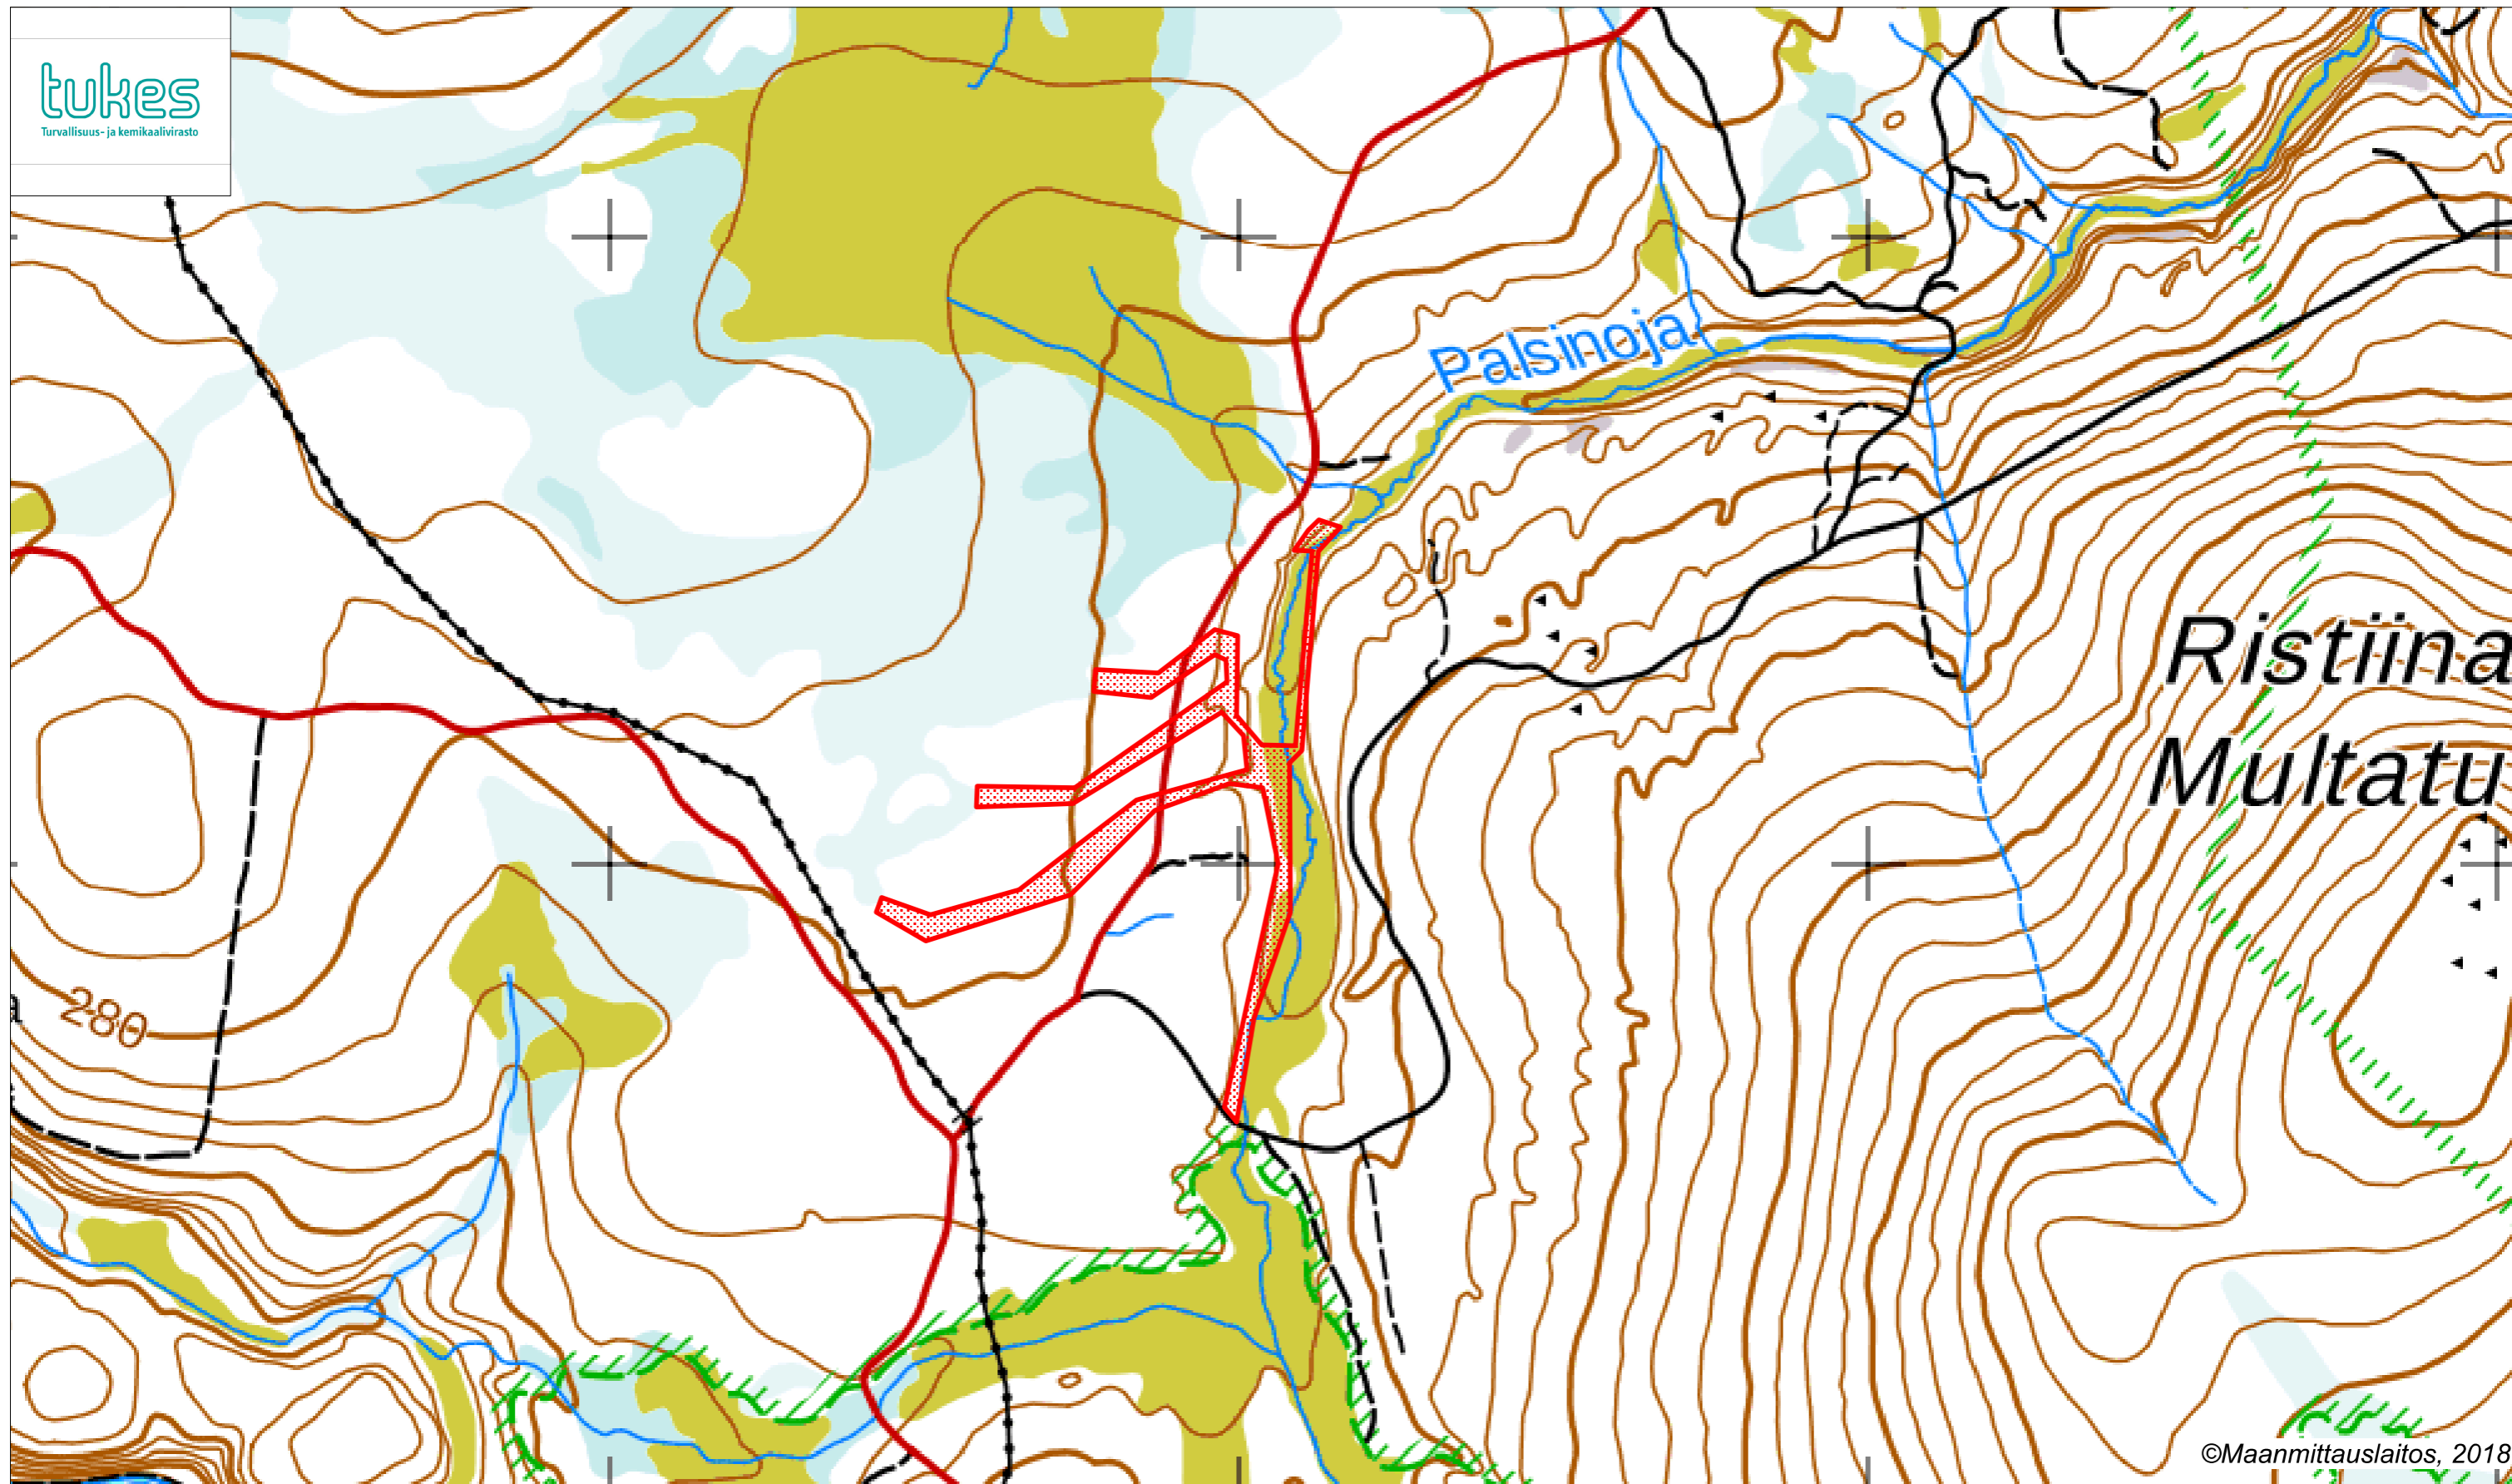 tukes
Turvallisuus- ja kemikaalivirasto
Palsinoja
Ristiina
Multatu
a
280
©Maanmittauslaitos, 2018